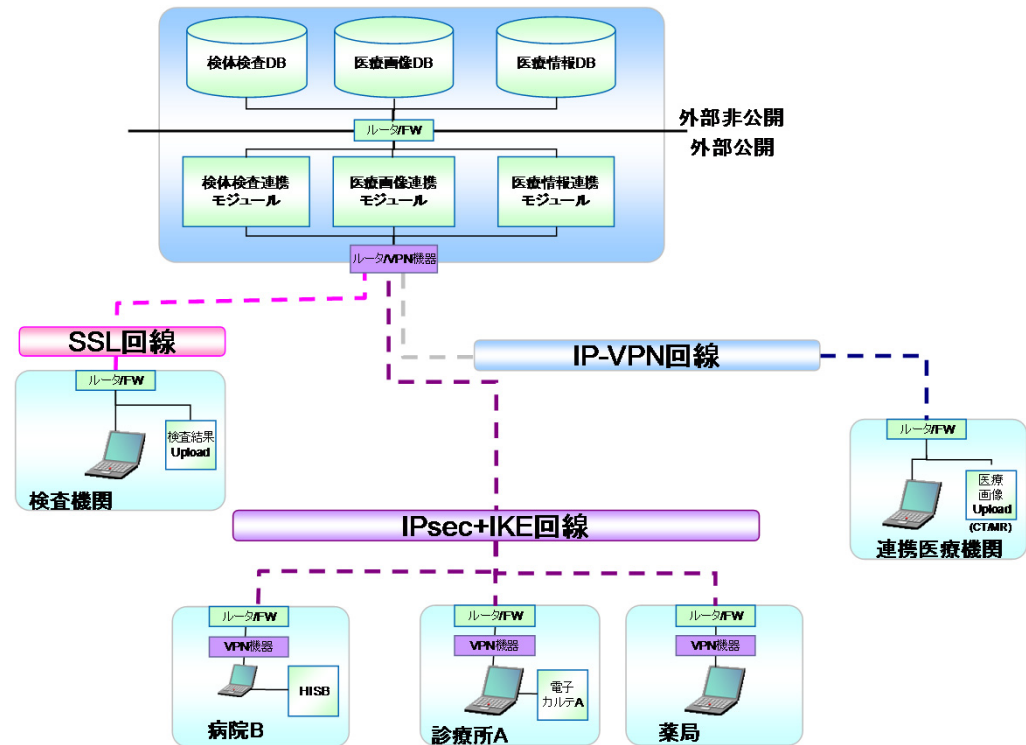 検体検査DB
医療画像DB
医療情報DB
外部非公開
ルータ/FW
外部公開
検体検査連携
モジュール
医療画像連携
モジュール
医療情報連携
モジュール
ルータ/VPN機器
SSL回線
IP-VPN回線
ルータ/FW
検査結果
Upload
検査機関
ルータ/FW
医療
画像
Upload
(CT/MR)
連携医療機関
IPsec+IKE回線
ルータ/FW
VPN機器
HISB
病院B
ルータ/FW
VPN機器
電子
カルテA
診療所A
ルータ/FW
VPN機器
薬局